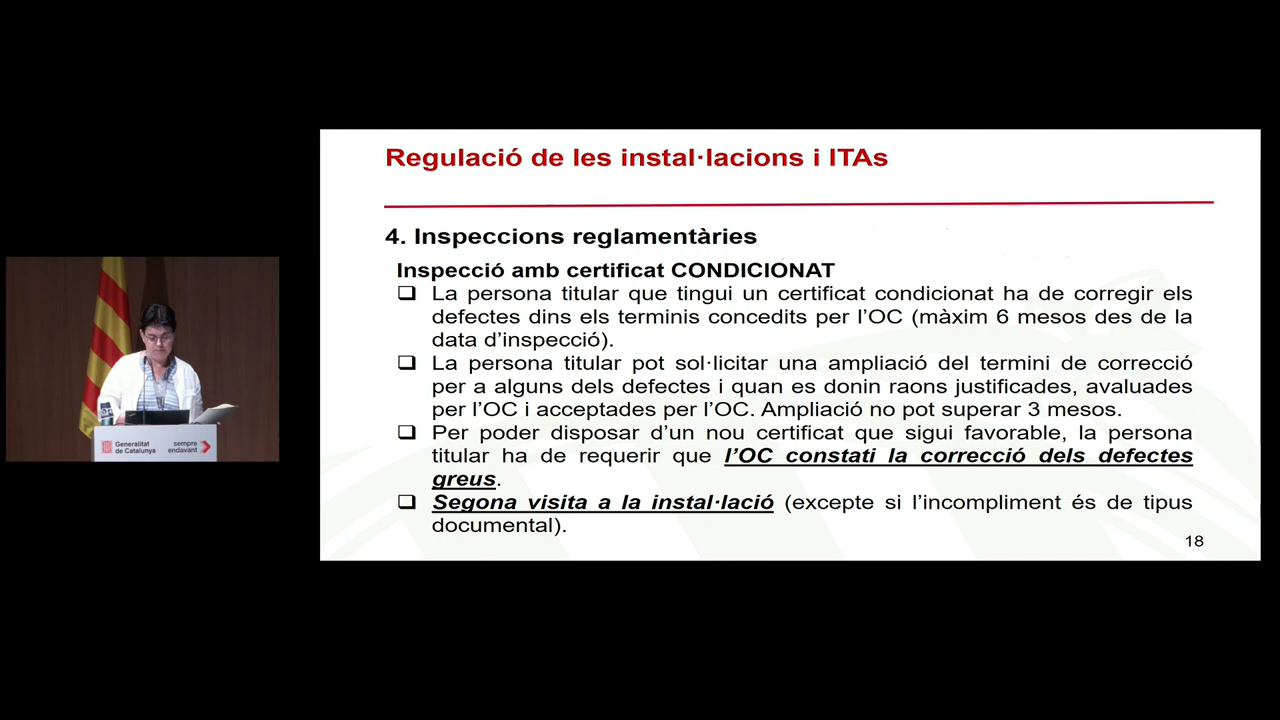 Regulació de les instal·lacions i ITAs
4. Inspeccions reglamentàries
Inspecció amb certificat CONDICIONAT
❑ La persona titular que tingui un certificat condicionat ha de corregir els
defectes dins els terminis concedits per l’OC (màxim 6 mesos des de la
data d’inspecció).
❑ La persona titular pot sol·licitar una ampliació del termini de correcció
per a alguns dels defectes i quan es donin raons justificades, avaluades
per l’OC i acceptades per l’OC. Ampliació no pot superar 3 mesos.
❑ Per poder disposar d’un nou certificat que sigui favorable, la persona
titular ha de requerir que l’OC constati la correcció dels defectes
greus.
❑ Segona visita a la instal·lació (excepte si l’incompliment és de tipus
documental).
18
Generalitat
de Catalunya
sempre
endavant